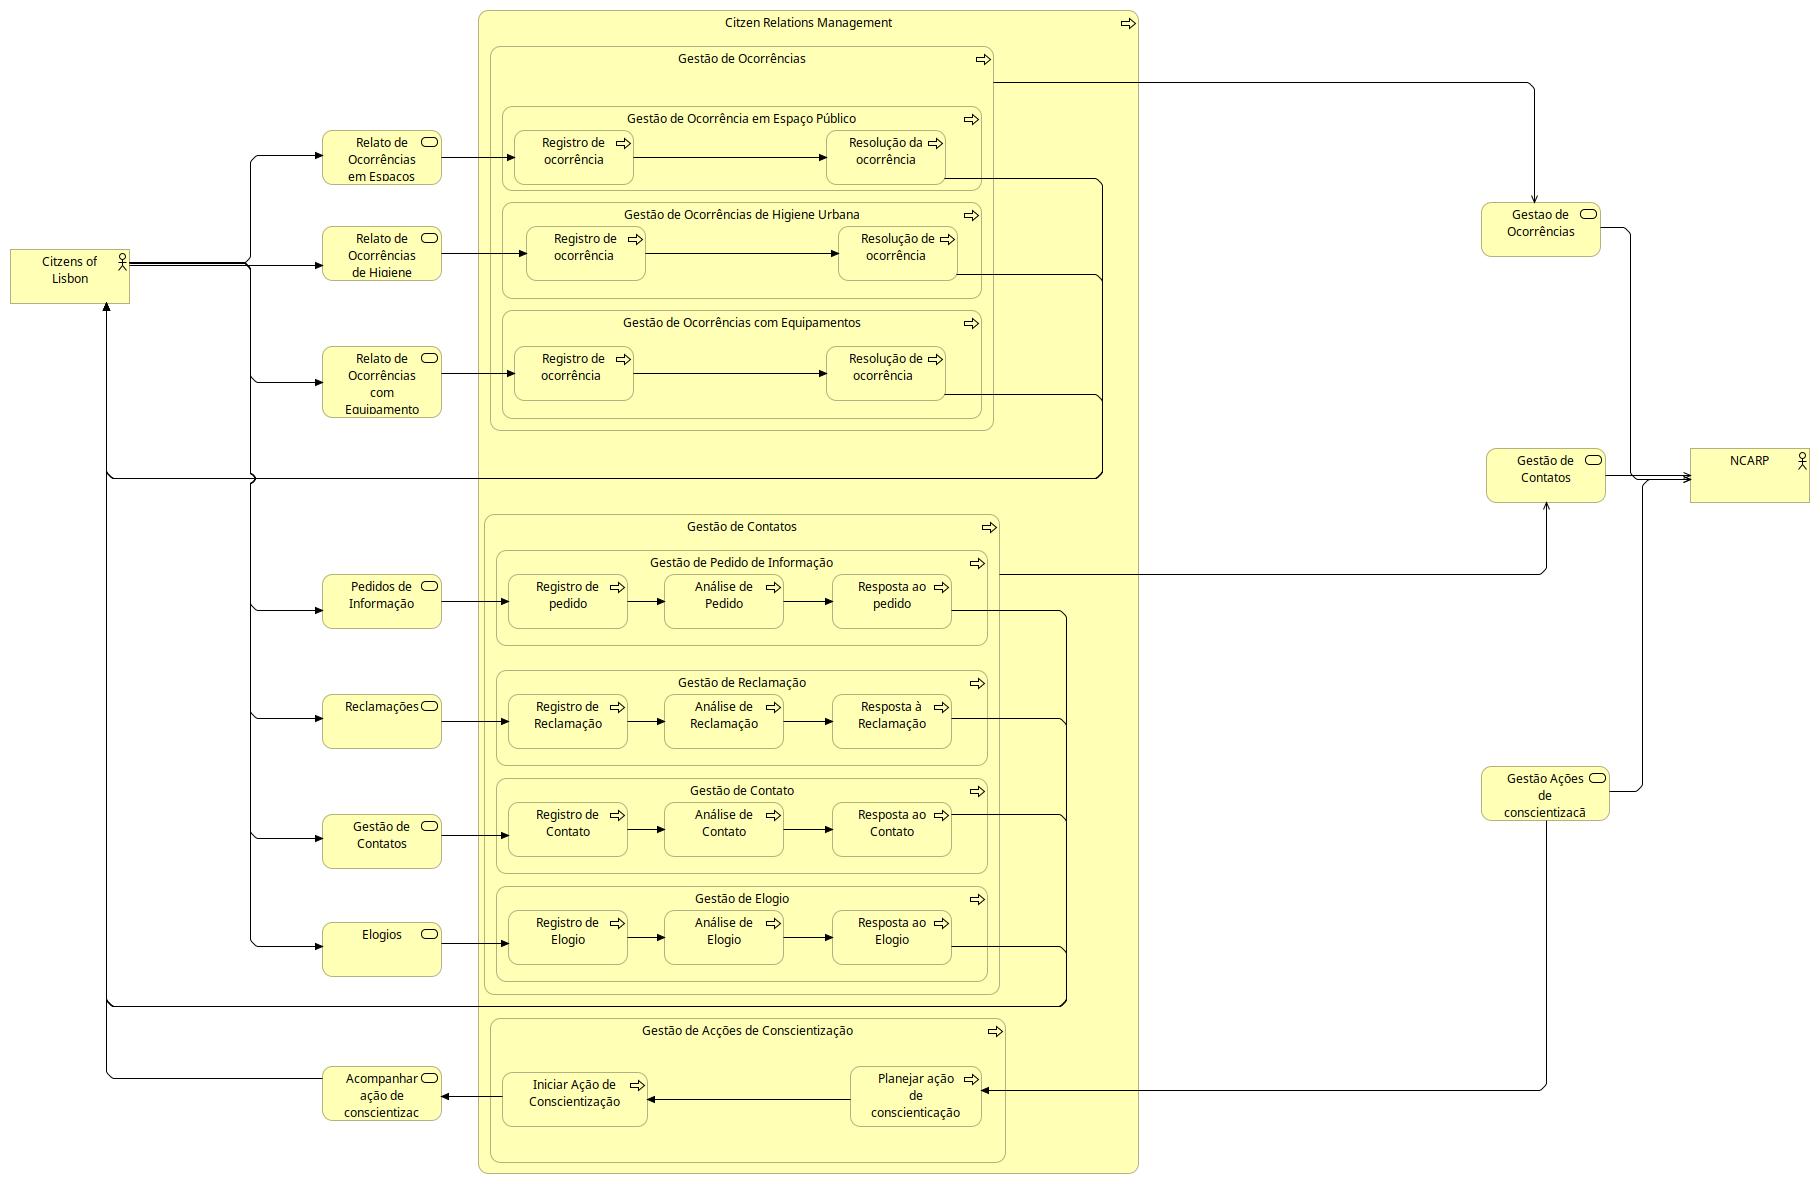 Citzen Relations Management
Gestão de Ocorrências
Gestão de Ocorrência em Espaço Público
Relato de
Ocorrências
em Espaços
Registro de
ocorrência
Resolução da
ocorrência
Gestao de
Ocorrências
Gestão de Ocorrências de Higiene Urbana
Citzens of
Lisbon
Relato de
Ocorrências
de Higiene
Registro de
ocorrência
Resolução de
ocorrência
Gestão de Ocorrências com Equipamentos
Relato de
Ocorrências
com
Equipamento
Registro de
ocorrência
Resolução de
ocorrência
Gestão de
Contatos
NCARP
Gestão de Contatos
Gestão de Pedido de Informação
Pedidos de
Informação
Registro de
pedido
Análise de
Pedido
Resposta ao
pedido
Gestão de Reclamação
Reclamações
Registro de
Reclamação
Análise de
Reclamação
Resposta à
Reclamação
Gestão Ações
de
conscientizacã
Gestão de Contato
Gestão de
Contatos
Registro de
Contato
Análise de
Contato
Resposta ao
Contato
Gestão de Elogio
Elogios
Registro de
Elogio
Análise de
Elogio
Resposta ao
Elogio
Gestão de Acções de Conscientização
Acompanhar
ação de
conscientizac
Iniciar Ação de
Conscientização
Planejar ação
de
conscienticação